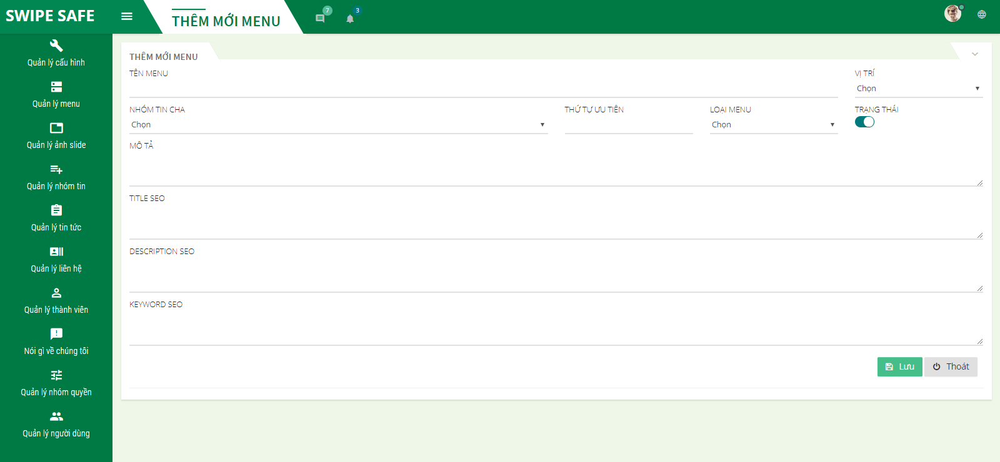 SWIPE SAFE
THÊM MỚI MENU
7
3
Quản lý cấu hình
Quản lý menu
Quản lý ảnh slide
Quản lý nhóm tin
Quản lý tin tức
Quản lý liên hệ
Quản lý thành viên
Nói gì về chúng tôi
Quản lý nhóm quyền
Quản lý người dùng
THÊM MỚI MENU
TÊN MENU
VỊ TRÍ
Chọn
NHÓM TIN CHA
Chọn
THỨ TỰ ƯU TIÊN
LOẠI MENU
Chọn
TRẠNG THÁI
MÔ TẢ
TITLE SEO
DESCRIPTION SEO
KEYWORD SEO
Lưu
Thoát